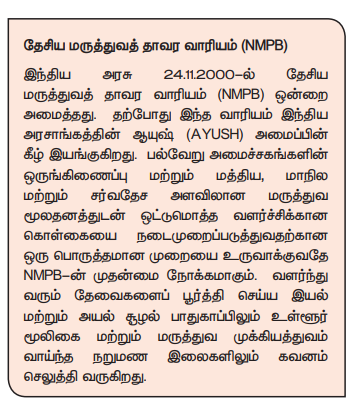 தேசிய மருத்துவத் தாவர வாரியம் (NMPB)
இந்திய அரசு 24.11.2000-ல் தேசிய
மருத்துவத் தாவர வாரியம் (NMPB) ஒன்றை
அமைத்தது. தற்போது இந்த வாரியம் இந்திய
அரசாங்கத்தின் ஆயுஷ் (AYUSH) அமைப்பின்
கீழ் இயங்குகிறது. பல்வேறு அமைச்சகங்களின்
ஒருங்கிணைப்பு மற்றும் மத்திய, மாநில
மற்றும் சர்வதேச அளவிலான மருத்துவ
மூலதனத்துடன் ஒட்டுமொத்த வளர்ச்சிக்கான
கொள்கையை நடைமுறைப்படுத்துவதற்கான
ஒரு பொருத்தமான முறையை உருவாக்குவதே
NMPB-ன் முதன்மை நோக்கமாகும். வளர்ந்து
வரும் தேவைகளைப் பூர்த்தி செய்ய இயல்
மற்றும் அயல் சூழல் பாதுகாப்பிலும் உள்ளூர்
மூலிகை மற்றும் மருத்துவ முக்கியத்துவம்
வாய்ந்த நறுமண இலைகளிலும் கவனம்
செலுத்தி வருகிறது.